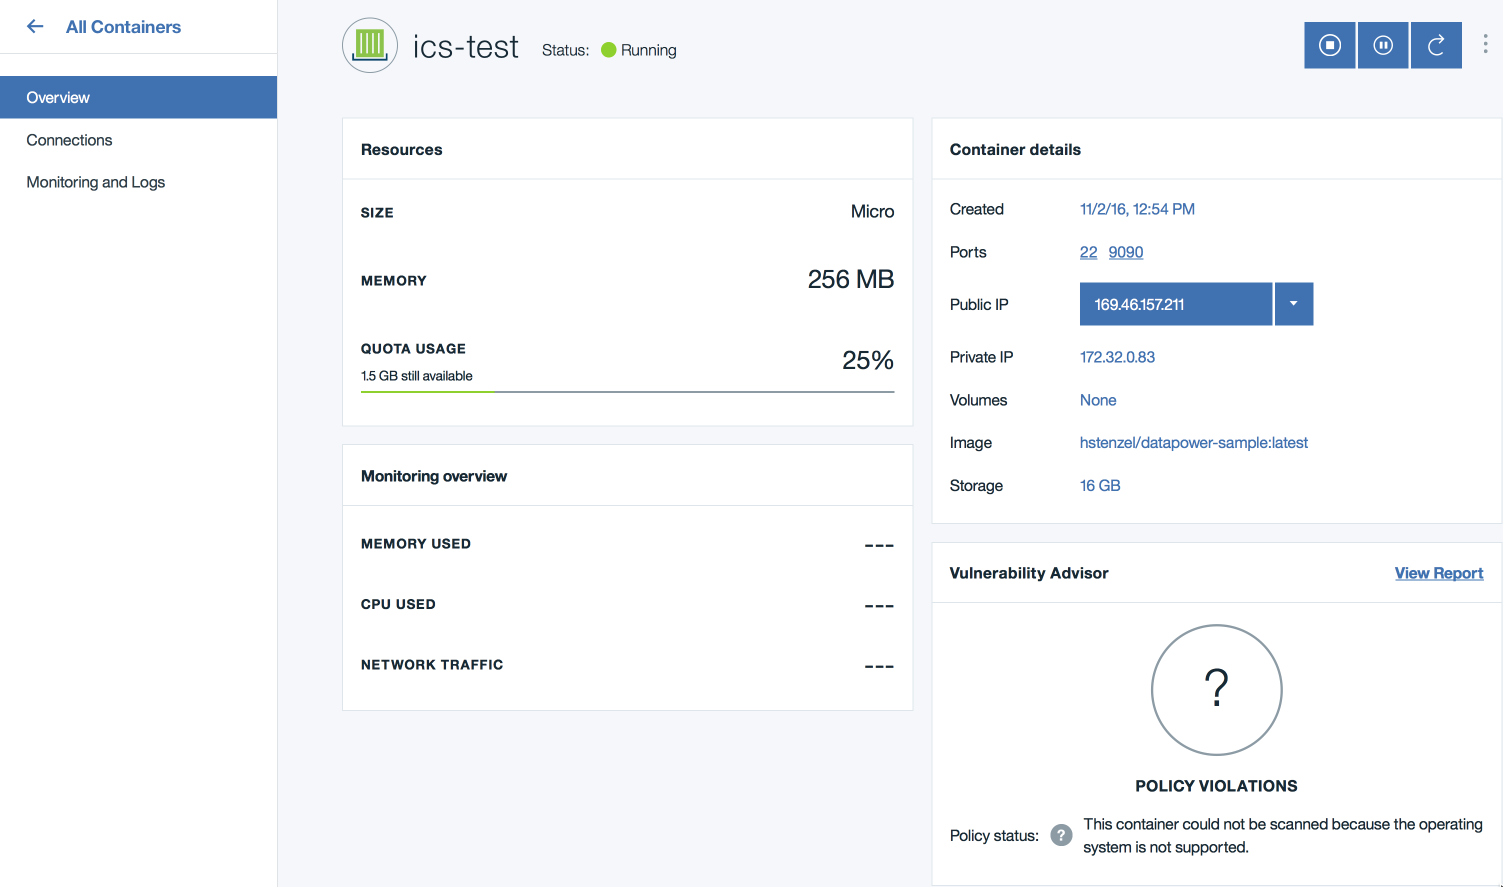 All Containers
Overview
Connections
Monitoring and Logs
ics-test Status: Running
Resources
SIZE Micro
MEMORY 256 MB
QUOTA USAGE 25%
1.5 GB still available
Monitoring overview
MEMORY USED ---
CPU USED ---
NETWORK TRAFFIC ---
Container details
Created 11/2/16, 12:54 PM
Ports 22 9090
Public IP 169.46.157.211
Private IP 172.32.0.83
Volumes None
Image hstenzel/datapower-sample:latest
Storage 16 GB
Vulnerability Advisor View Report
?
POLICY VIOLATIONS
Policy status: ? This container could not be scanned because the operating
system is not supported.